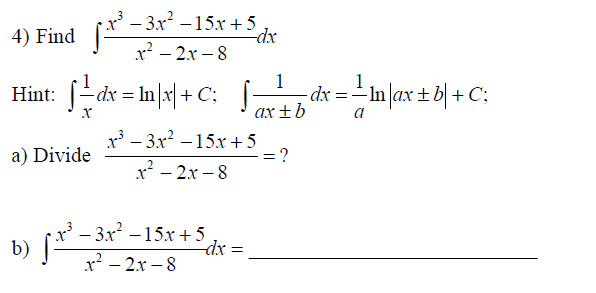 4) Find ∫ (x³ – 3x² – 15x + 5)/(x² – 2x – 8) dx
Hint: ∫ 1/x dx = ln|x| + C; ∫ 1/(ax ± b) dx = 1/a ln|ax ± b| + C;
a) Divide (x³ – 3x² – 15x + 5)/(x² – 2x – 8) = ?
b) ∫ (x³ – 3x² – 15x + 5)/(x² – 2x – 8) dx = ____________________